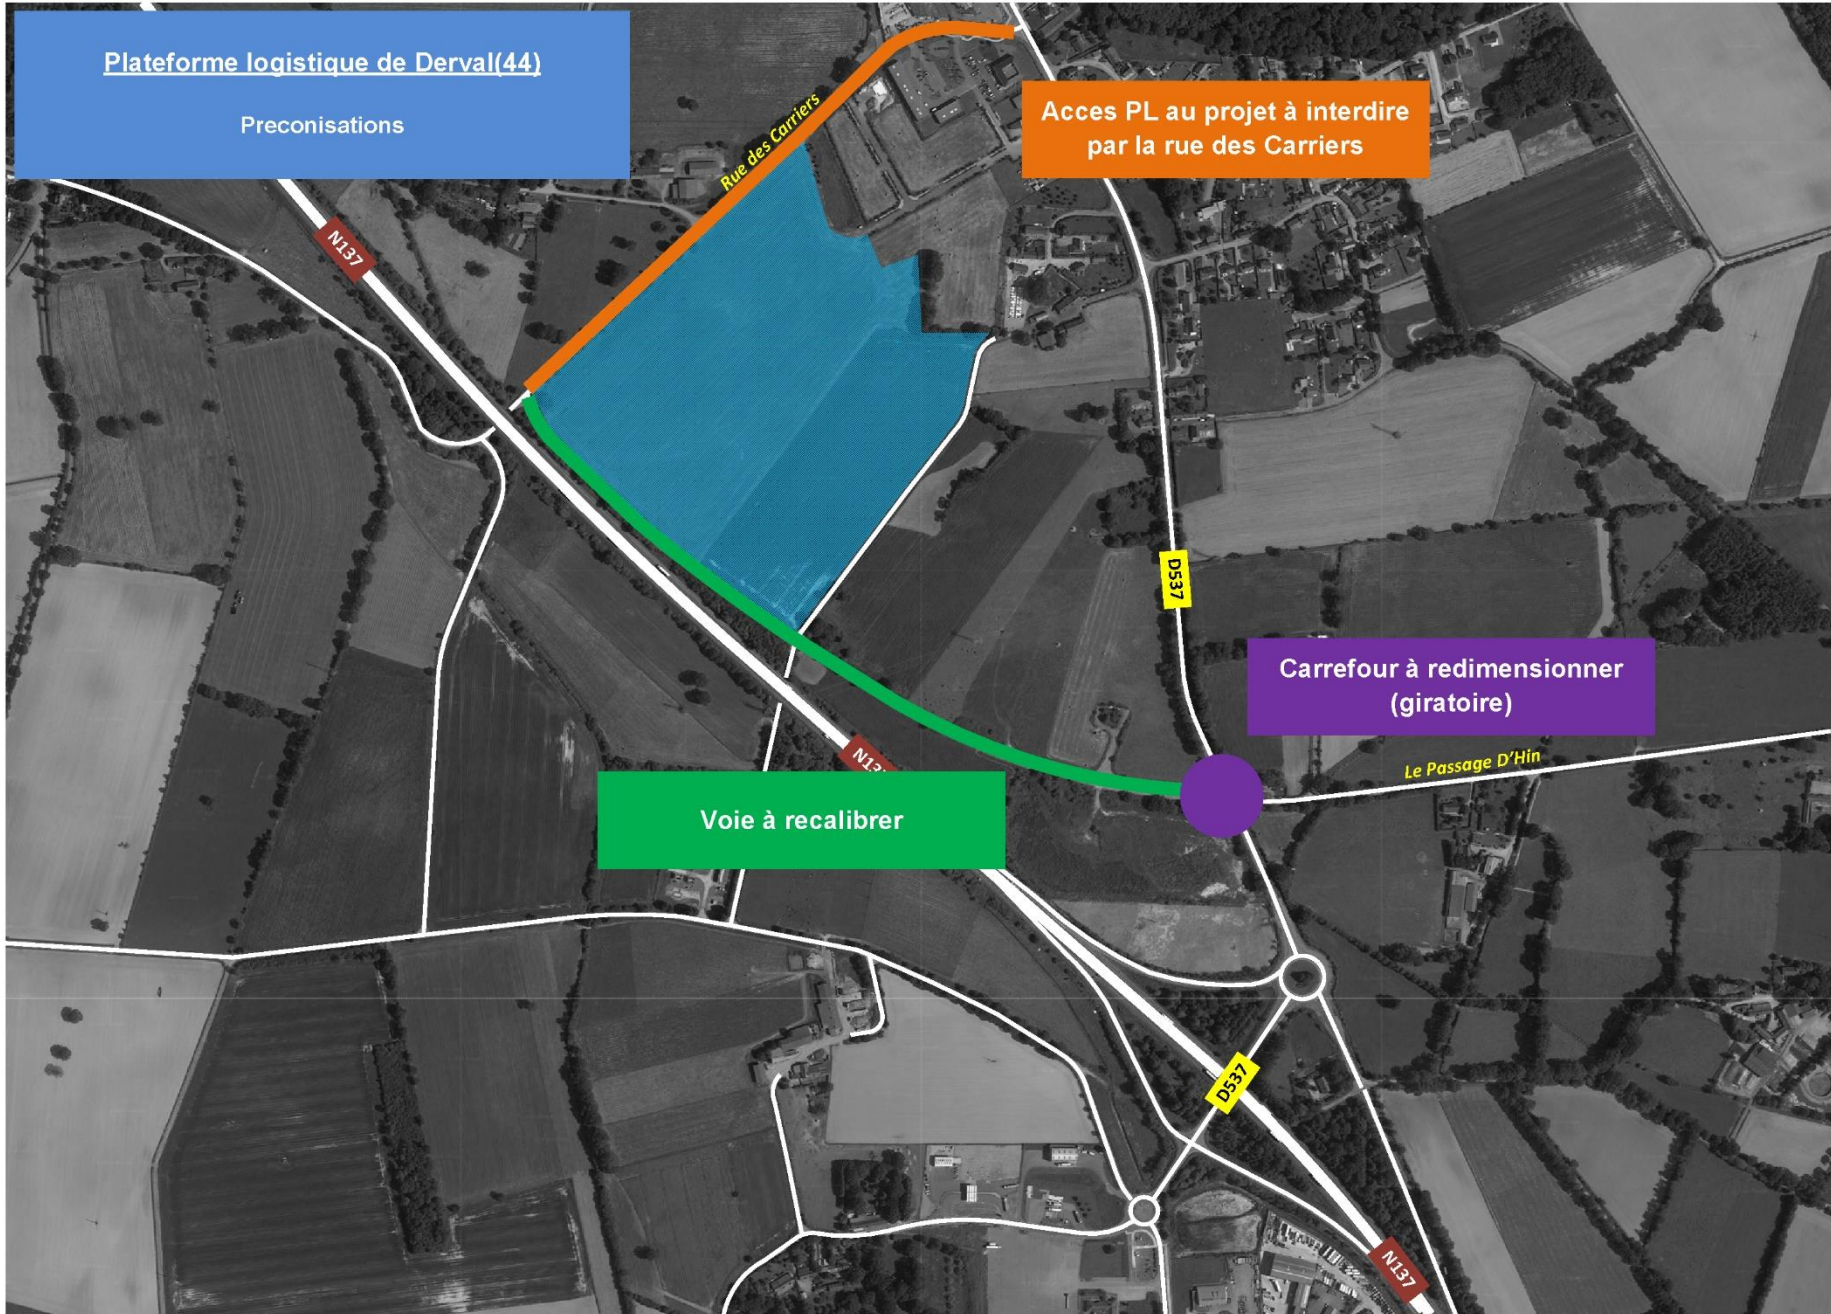 Plateforme logistique de Derval(44)
Preconisations
Rue des Carriers
Acces PL au projet à interdire
par la rue des Carriers
N137
D537
Carrefour à redimensionner
(giratoire)
Le Passage D'Hin
N137
Voie à recalibrer
D537
N137